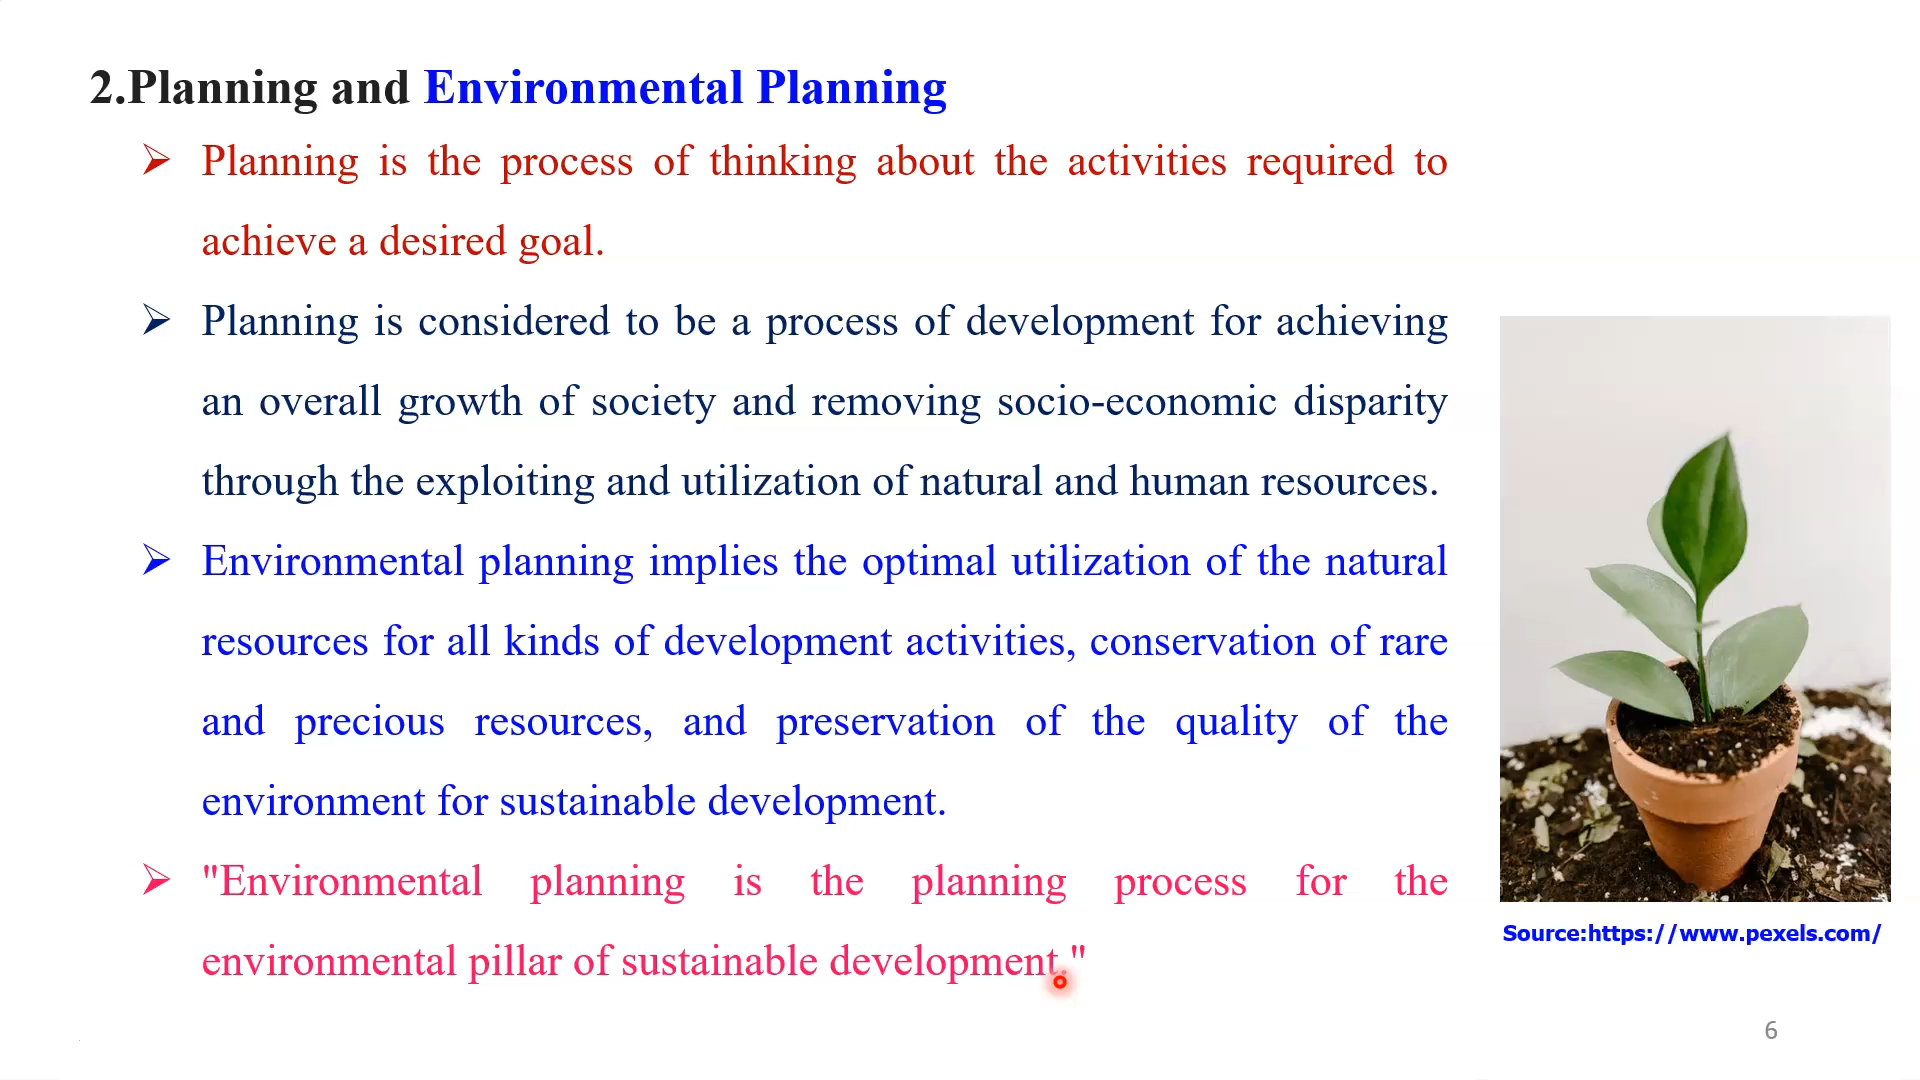 2.Planning and Environmental Planning
Planning is the process of thinking about the activities required to
achieve a desired goal.
Planning is considered to be a process of development for achieving
an overall growth of society and removing socio-economic disparity
through the exploiting and utilization of natural and human resources.
Environmental planning implies the optimal utilization of the natural
resources for all kinds of development activities, conservation of rare
and precious resources, and preservation of the quality of the
environment for sustainable development.
"Environmental planning is the planning process for the
environmental pillar of sustainable development."
Source:https://www.pexels.com/
6